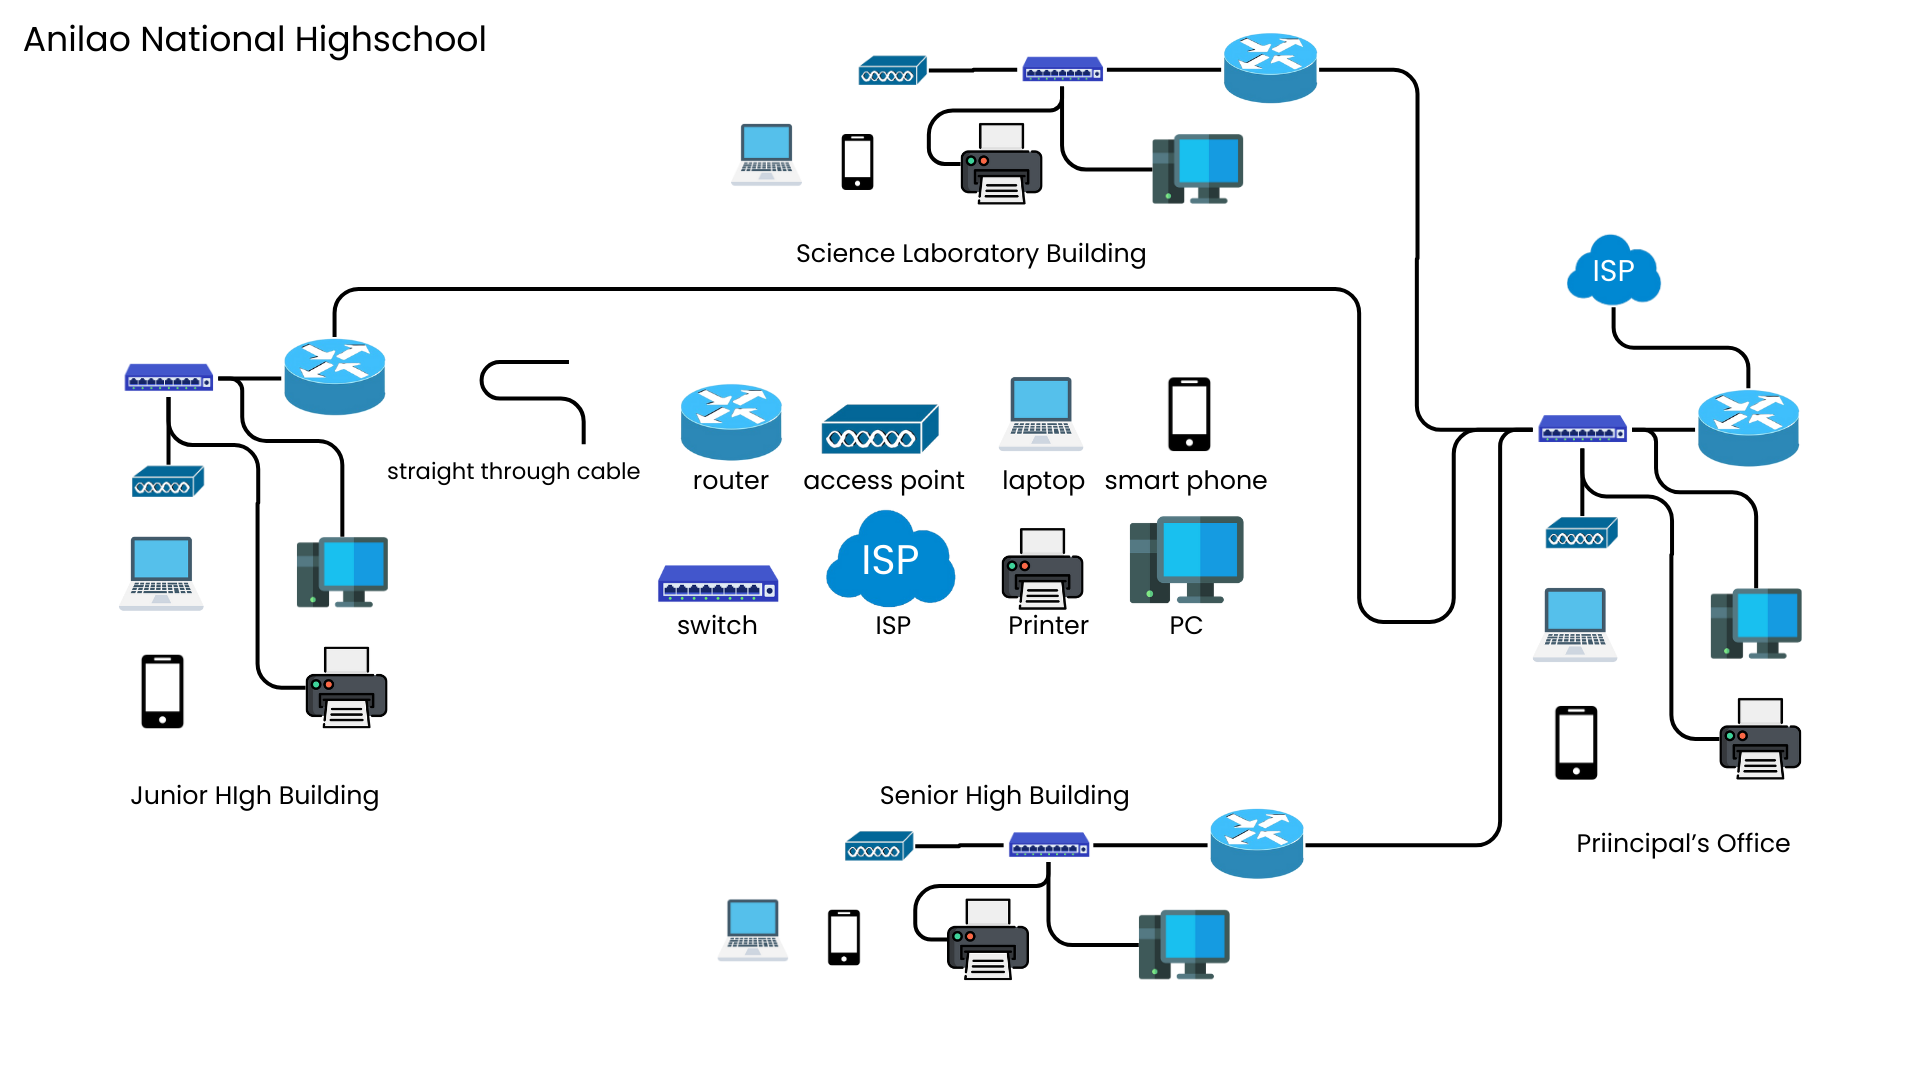 Anilao National Highschool
Science Laboratory Building
ISP
straight through cable
router
access point
laptop
smart phone
ISP
switch
ISP
Printer
PC
Junior HIgh Building
Senior High Building
Priincipal’s Office